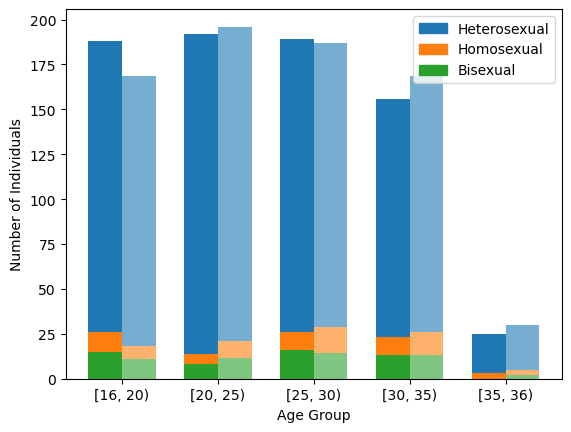 Heterosexual
Homosexual
Bisexual
200
175
150
125
100
75
50
25
0
Number of Individuals
[16, 20)
[20, 25)
[25, 30)
[30, 35)
[35, 36)
Age Group